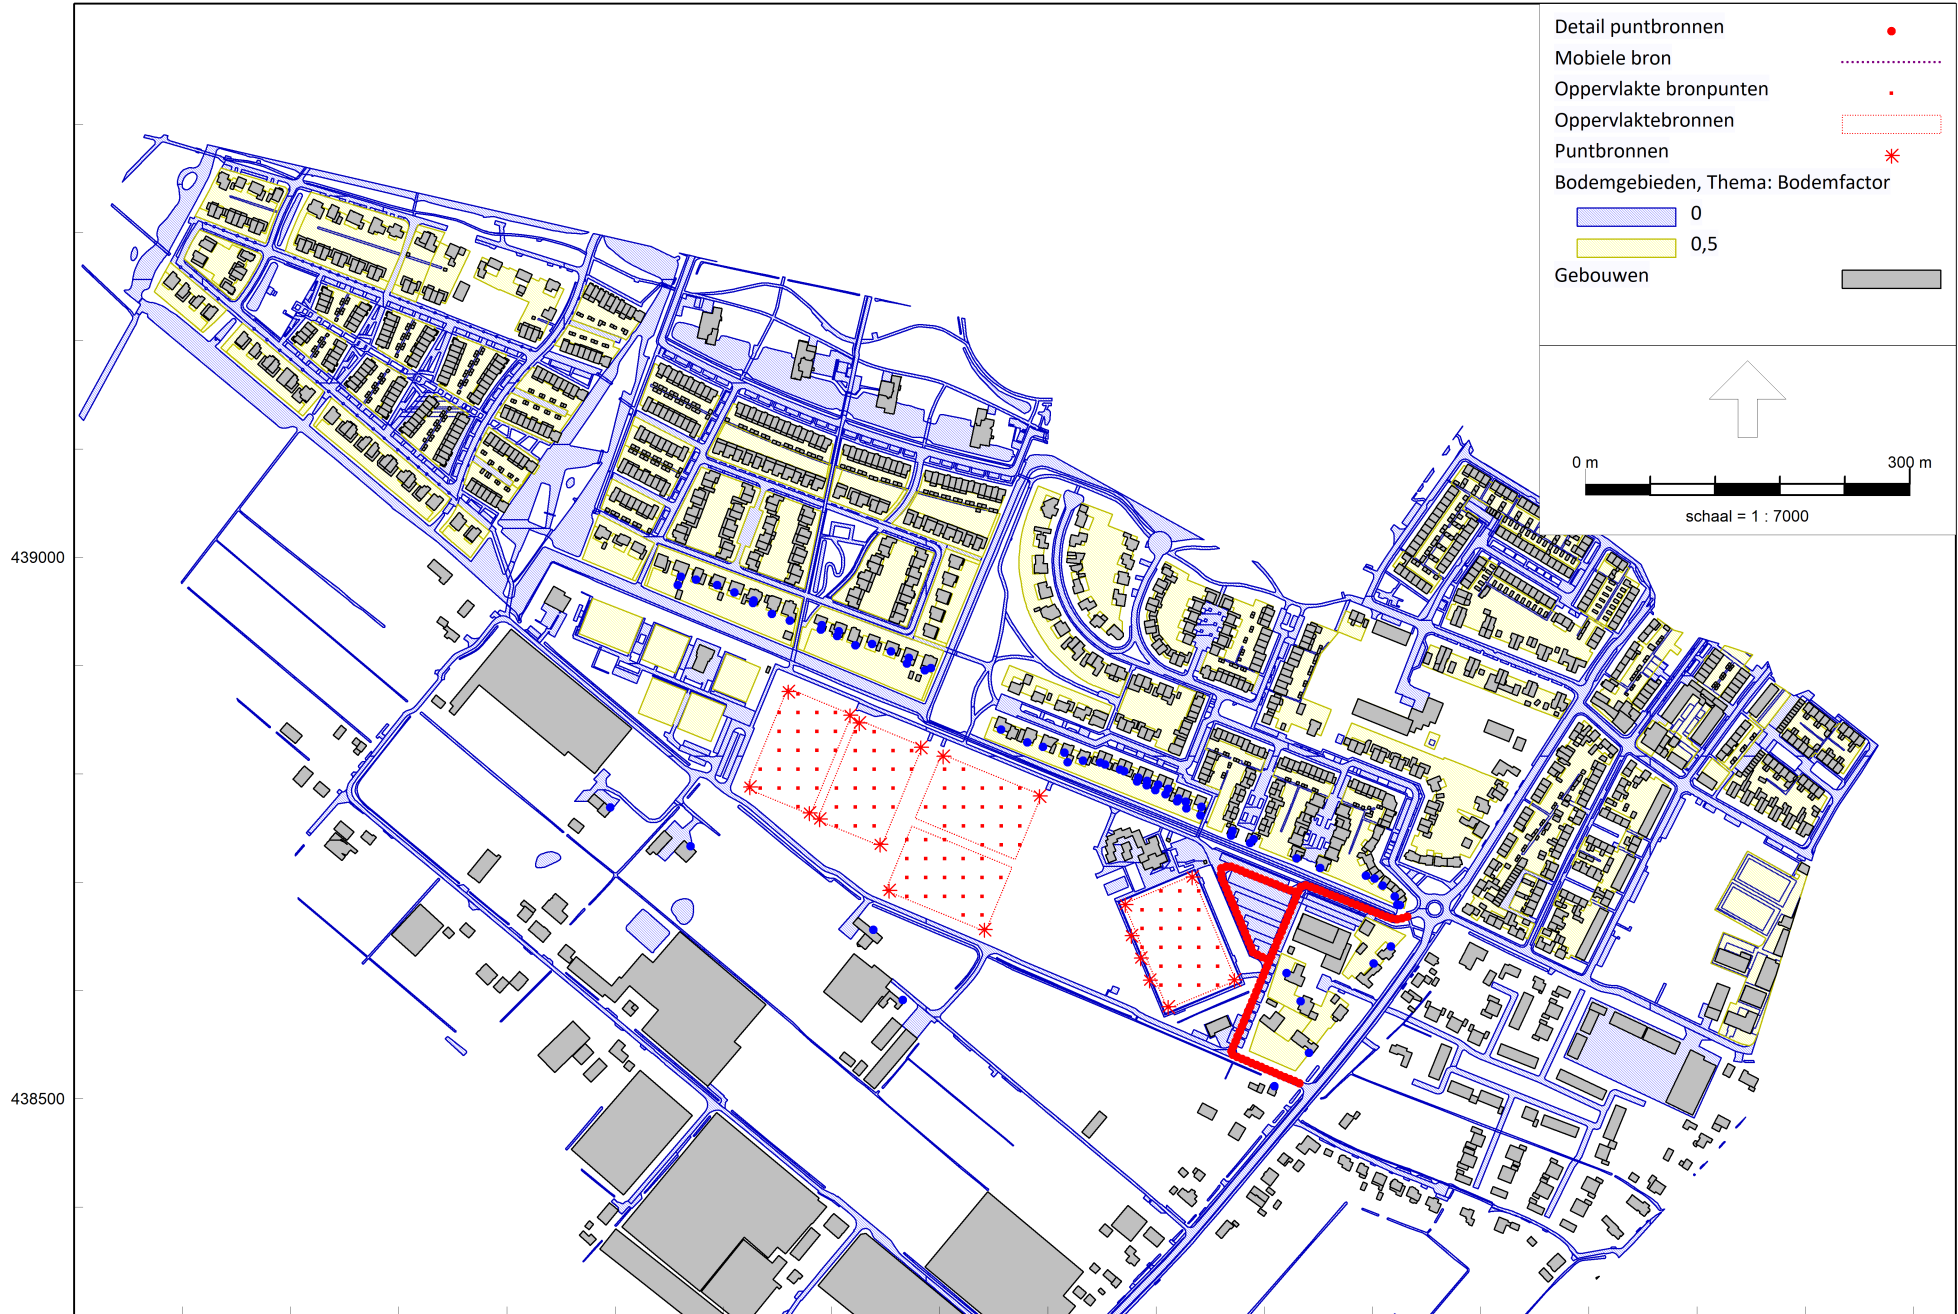 Detail puntbronnen
Mobiele bron
Oppervlakte bronpunten
Oppervlaktebronnen
Puntbronnen
Bodemgebieden, Thema: Bodemfactor
0
0,5
Gebouwen
0 m 300 m
schaal = 1 : 7000
439000
438500